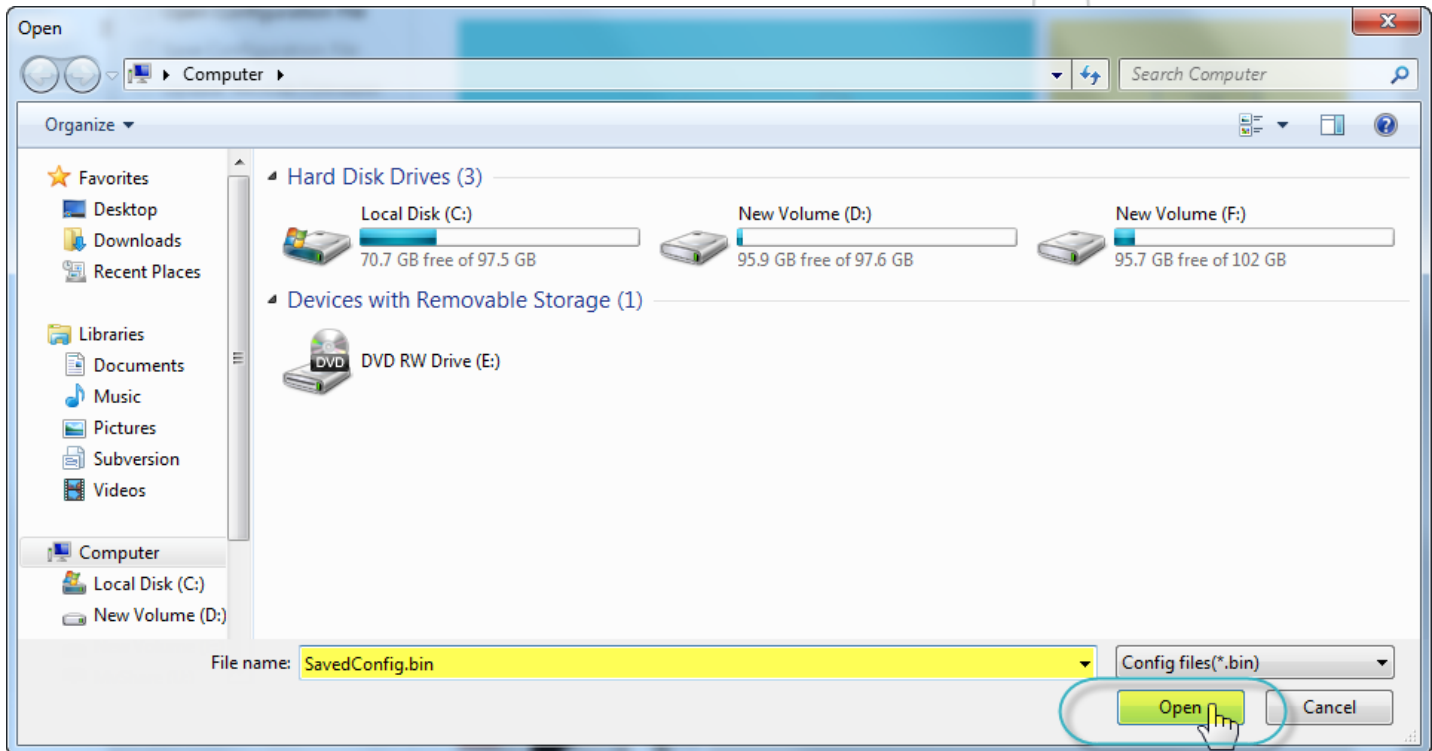 Open
Computer
Search Computer
Organize
Favorites
Desktop
Downloads
Recent Places
Libraries
Documents
Music
Pictures
Subversion
Videos
Computer
Local Disk (C:)
New Volume (D:)
Hard Disk Drives (3)
Local Disk (C:)
70.7 GB free of 97.5 GB
New Volume (D:)
95.9 GB free of 97.6 GB
New Volume (F:)
95.7 GB free of 102 GB
Devices with Removable Storage (1)
DVD
DVD RW Drive (E:)
File name: SavedConfig.bin
Config files(*.bin)
Open
Cancel